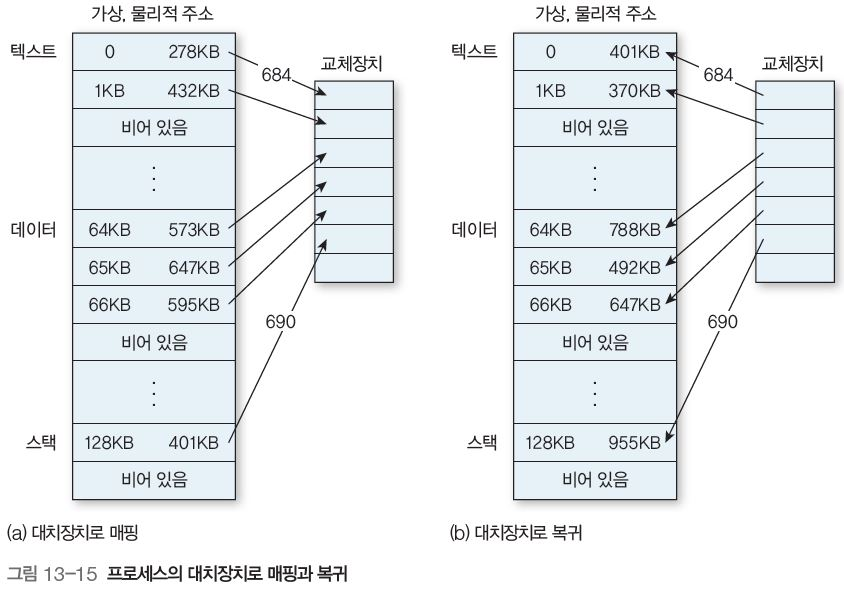 가상, 물리적 주소
텍스트 0 278KB
684
교체장치
1KB 432KB
비어 있음
데이터 64KB 573KB
65KB 647KB
66KB 595KB
690
비어 있음
스택 128KB 401KB
비어 있음
(a) 대치장치로 매핑
가상, 물리적 주소
텍스트 0 401KB
684
교체장치
1KB 370KB
비어 있음
데이터 64KB 788KB
65KB 492KB
66KB 647KB
690
비어 있음
스택 128KB 955KB
비어 있음
(b) 대치장치로 복귀
그림 13-15 프로세스의 대치장치로 매핑과 복귀